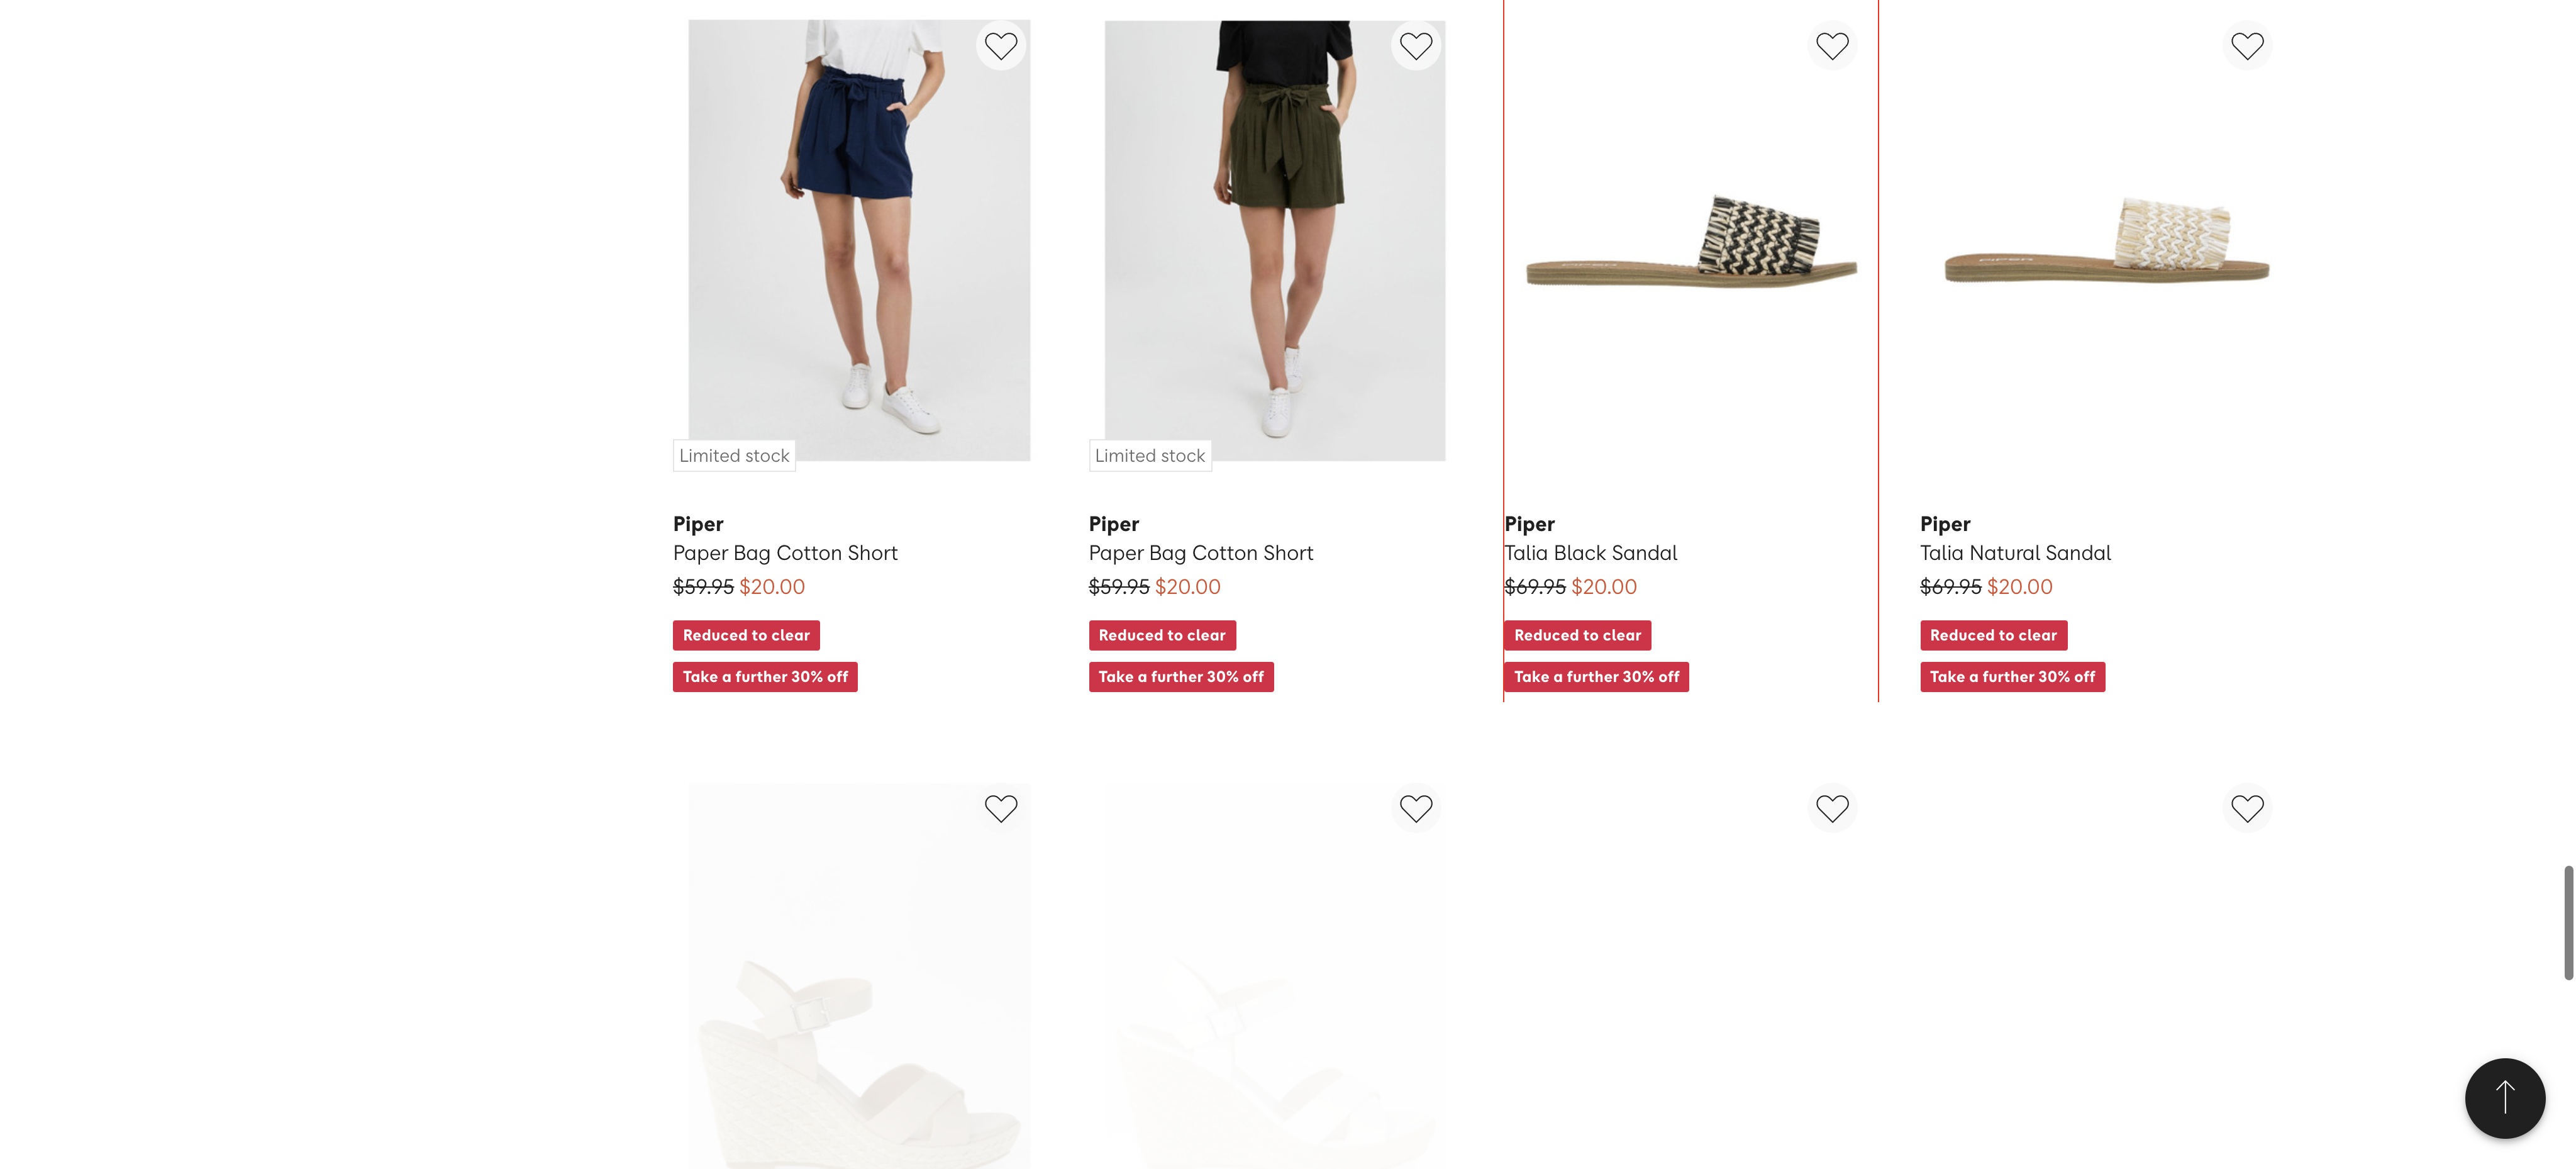 Limited stock
Piper
Paper Bag Cotton Short
$59.95 $20.00
Reduced to clear
Take a further 30% off
Limited stock
Piper
Paper Bag Cotton Short
$59.95 $20.00
Reduced to clear
Take a further 30% off
Piper
Talia Black Sandal
$69.95 $20.00
Reduced to clear
Take a further 30% off
PIPER
Piper
Talia Natural Sandal
$69.95 $20.00
Reduced to clear
Take a further 30% off